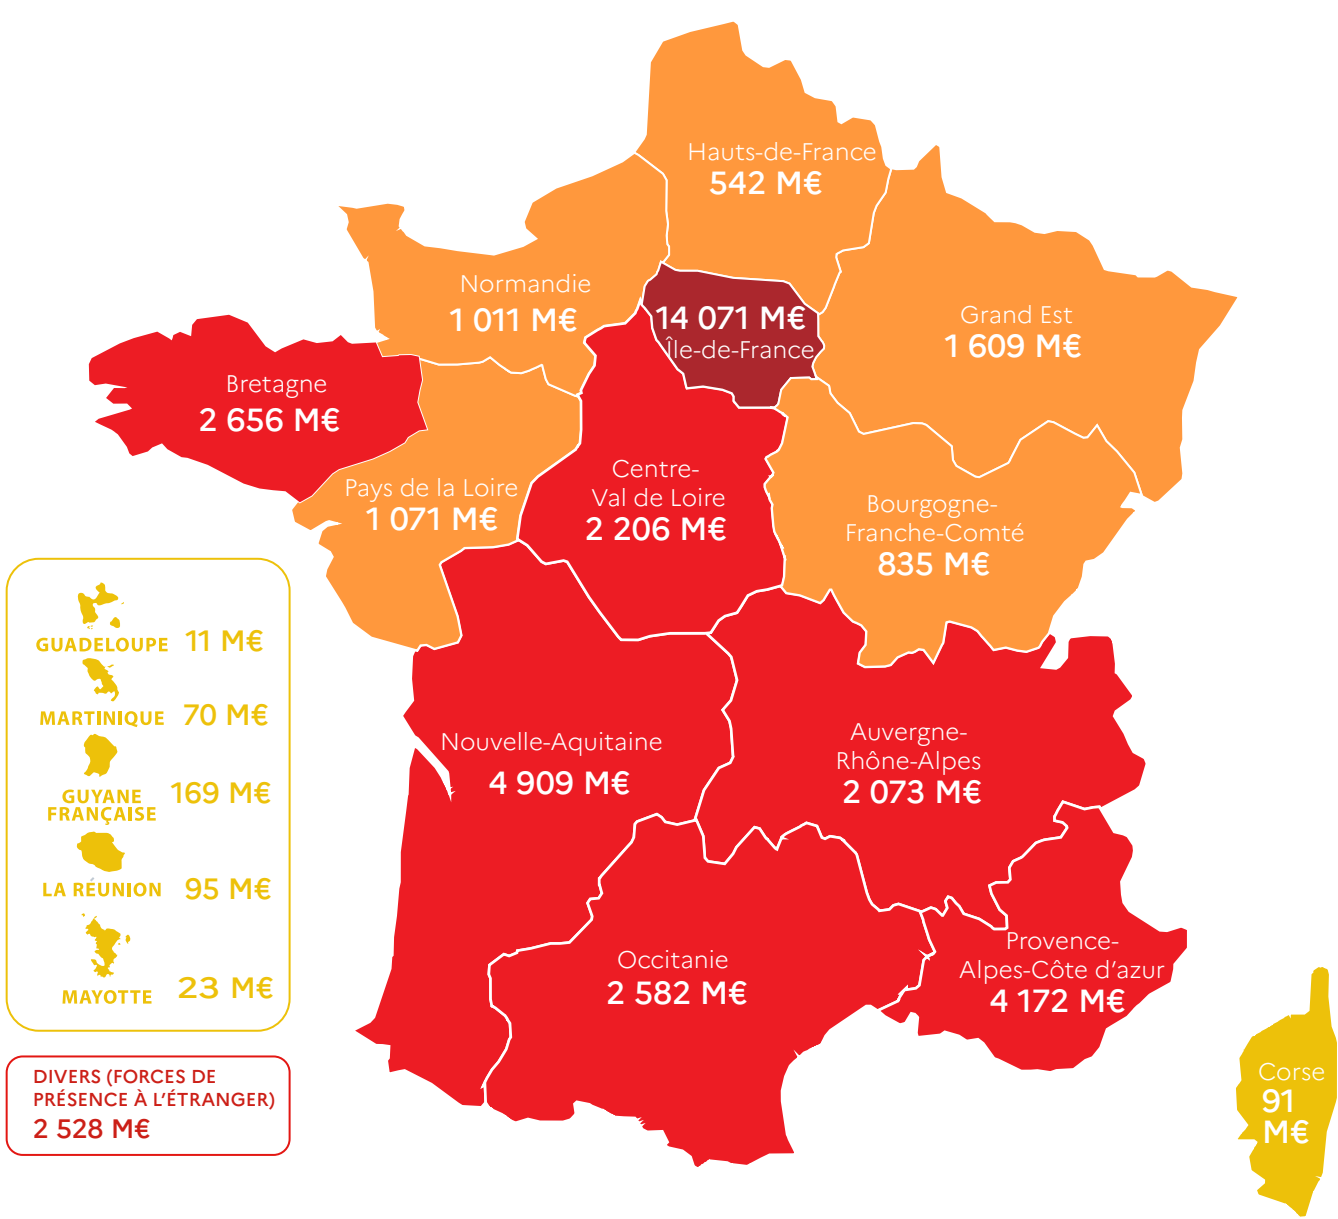 Hauts-de-France
542 M€
Normandie
1 011 M€
14 071 M€
Île-de-France
Grand Est
1 609 M€
Bretagne
2 656 M€
Pays de la Loire
1 071 M€
Centre-
Val de Loire
2 206 M€
Bourgogne-
Franche-Comté
835 M€
GUADELOUPE 11 M€
MARTINIQUE 70 M€
GUYANE
FRANÇAISE
169 M€
LA RÉUNION 95 M€
MAYOTTE 23 M€
Nouvelle-Aquitaine
4 909 M€
Auvergne-
Rhône-Alpes
2 073 M€
Occitanie
2 582 M€
Provence-
Alpes-Côte d’azur
4 172 M€
Corse
91
M€
DIVERS (FORCES DE
PRÉSENCE À L’ÉTRANGER)
2 528 M€